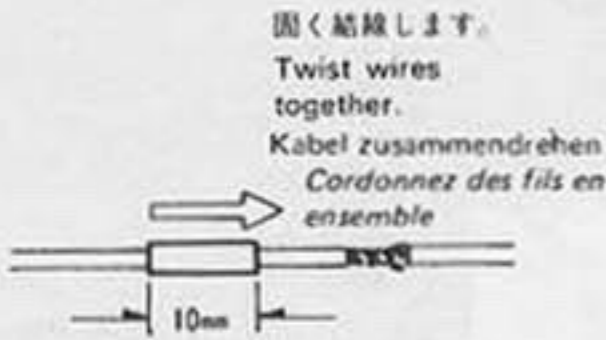 固く結線します。
Twist wires
together.
Kabel zusammendrehen
Cordonnez des fils en
ensemble
10mm